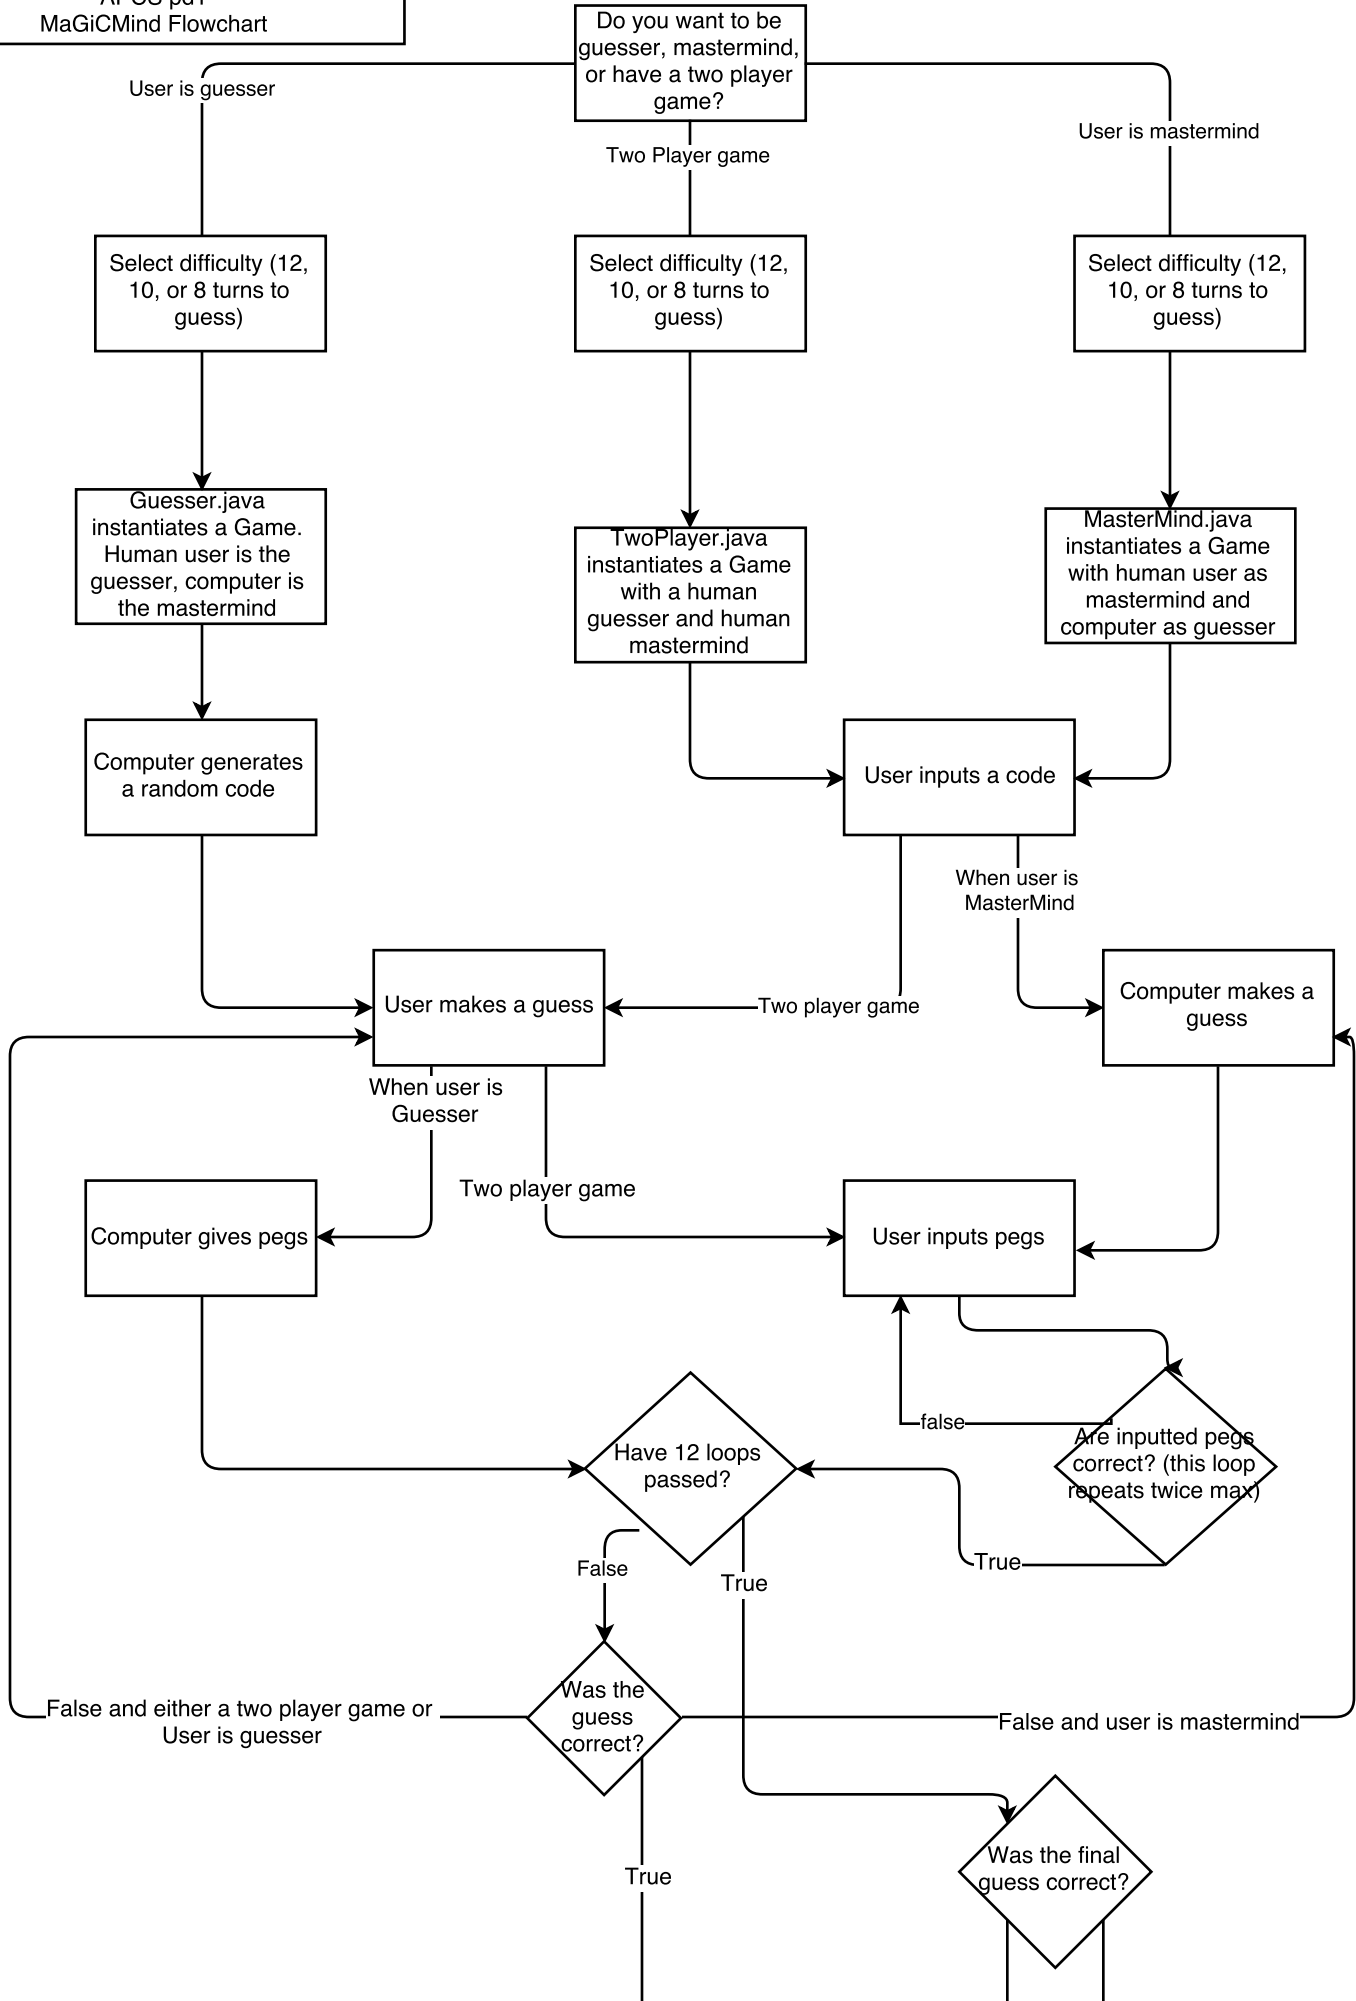 MaGiCMind Flowchart
Do you want to be
guesser, mastermind,
or have a two player
game?
User is guesser
User is mastermind
Two Player game
Select difficulty (12,
10, or 8 turns to
guess)
Select difficulty (12,
10, or 8 turns to
guess)
Select difficulty (12,
10, or 8 turns to
guess)
Guesser.java
instantiates a Game.
Human user is the
guesser, computer is
the mastermind
TwoPlayer.java
instantiates a Game
with a human
guesser and human
mastermind
MasterMind.java
instantiates a Game
with human user as
mastermind and
computer as guesser
Computer generates
a random code
User inputs a code
When user is
MasterMind
User makes a guess
Two player game
Computer makes a
guess
When user is
Guesser
Two player game
Computer gives pegs
User inputs pegs
false
Are inputted pegs
correct? (this loop
repeats twice max)
Have 12 loops
passed?
True
False
True
Was the
guess
correct?
False and either a two player game or
User is guesser
False and user is mastermind
True
Was the final
guess correct?